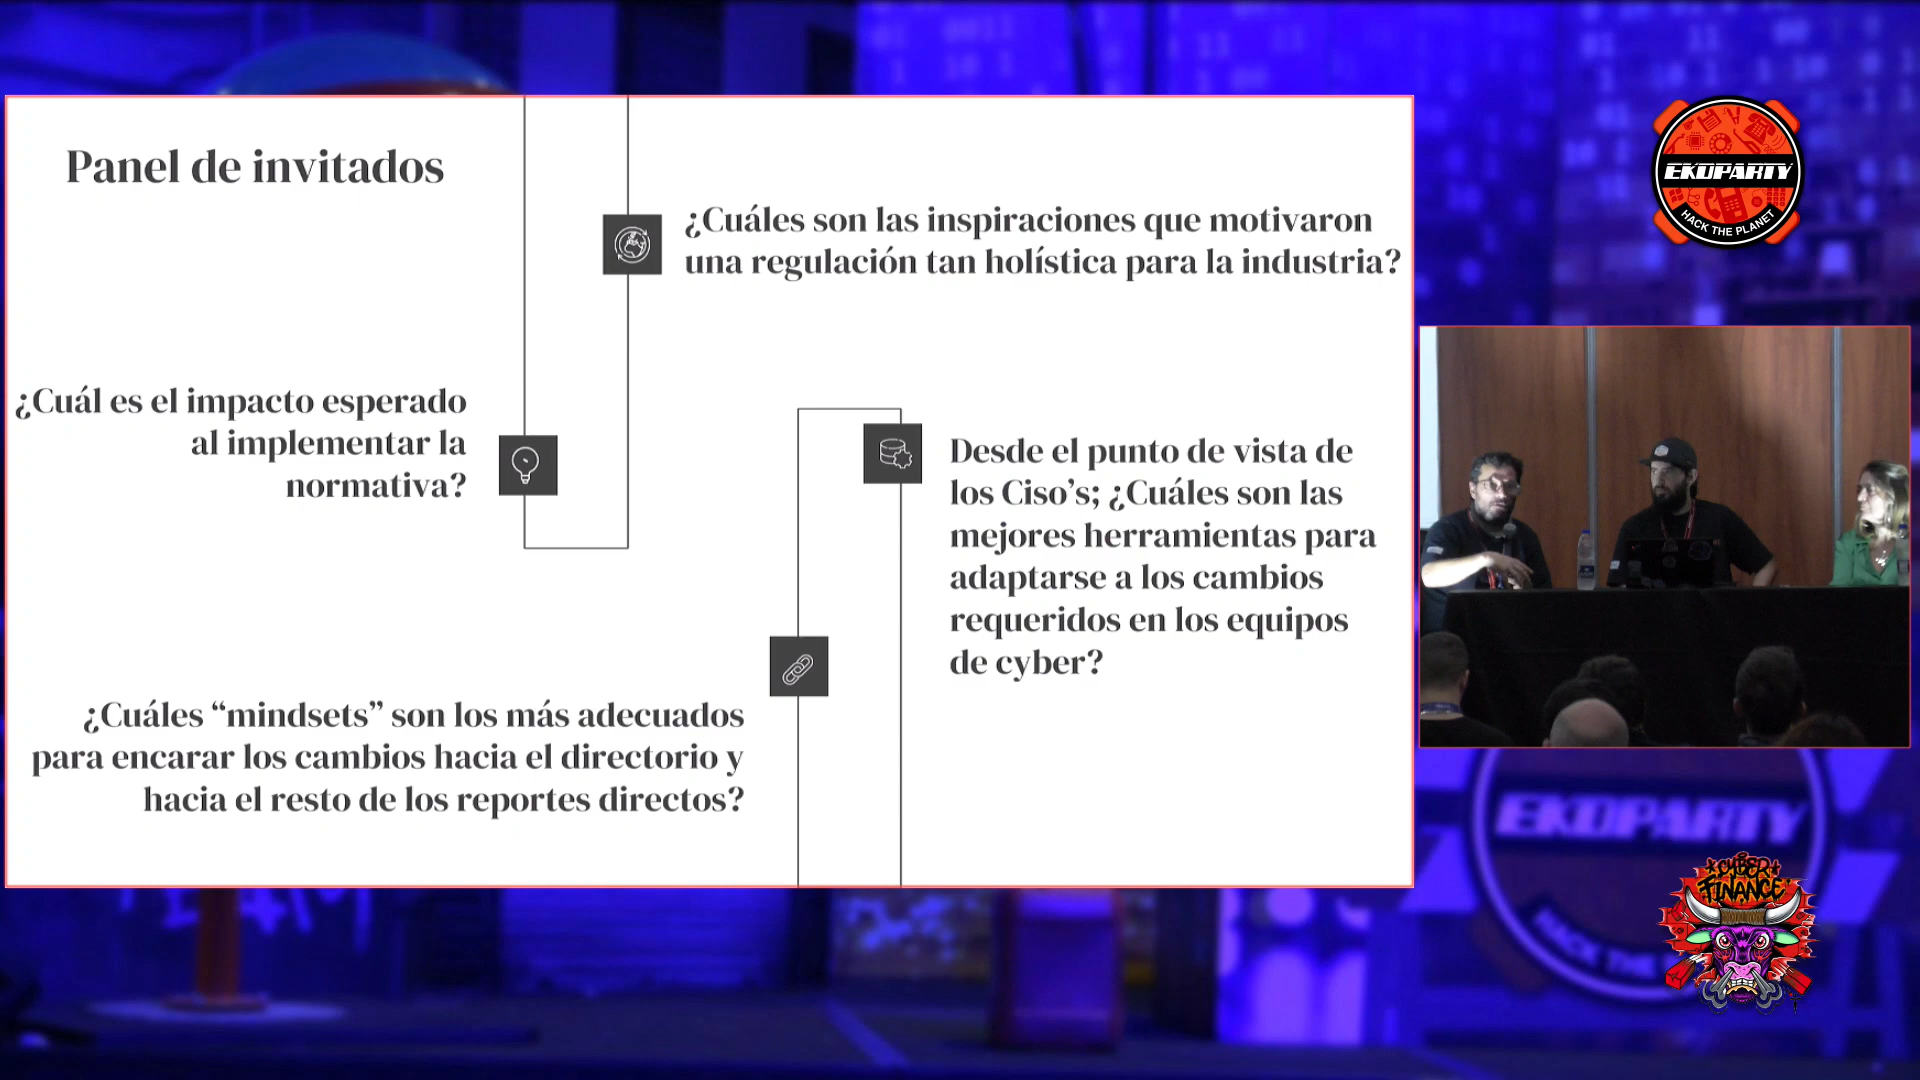 Panel de invitados
¿Cuáles son las inspiraciones que motivaron
una regulación tan holística para la industria?
¿Cuál es el impacto esperado
al implementar la
normativa?
Desde el punto de vista de
los Ciso’s; ¿Cuáles son las
mejores herramientas para
adaptarse a los cambios
requeridos en los equipos
de cyber?
¿Cuáles “mindsets” son los más adecuados
para encarar los cambios hacia el directorio y
hacia el resto de los reportes directos?
EKOPARTY
HACK THE PLANET
EKOPARTY
HACK THE
CYBER
FINANCE